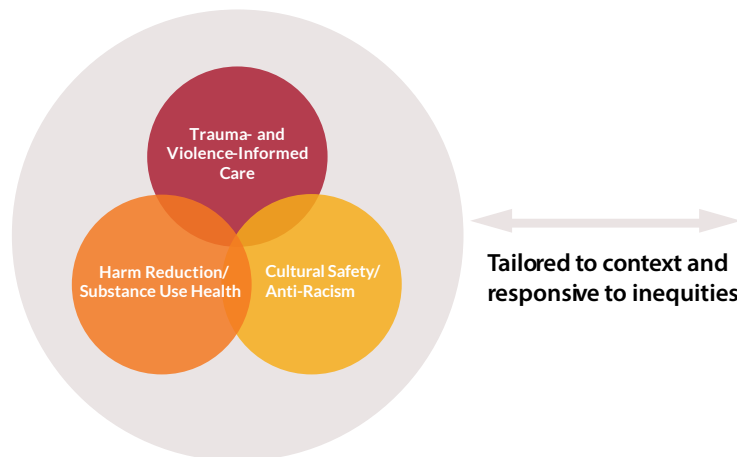 Trauma- and
Violence-Informed
Care
Harm Reduction/
Substance Use Health
Cultural Safety/
Anti-Racism
Tailored to context and
responsive to inequities